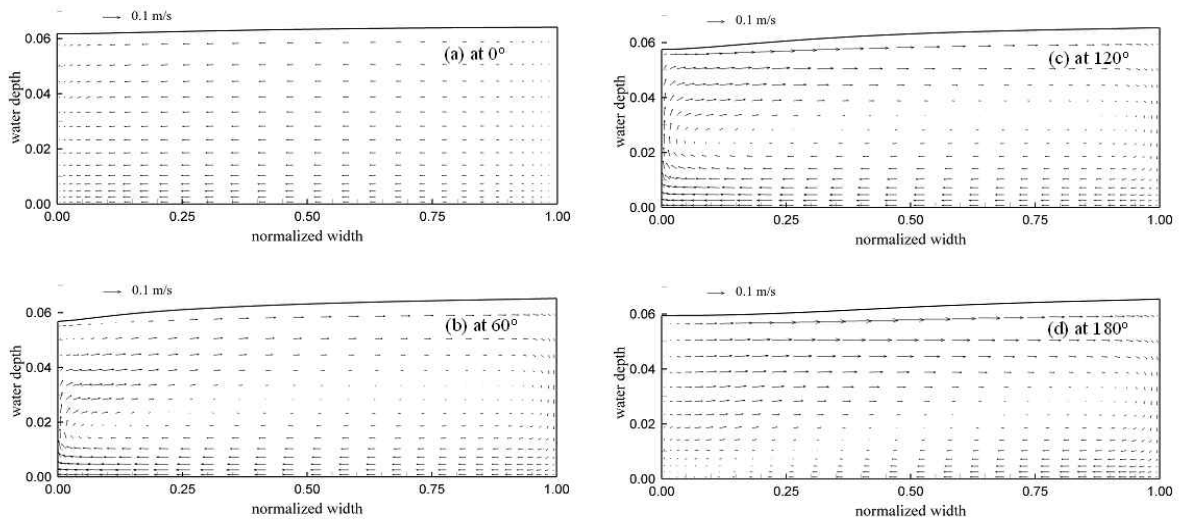 0.1 m/s
(a) at 0°
water depth
0.06
0.04
0.02
0.00
0.00 0.25 0.50 0.75 1.00
normalized width
0.1 m/s
(b) at 60°
water depth
0.06
0.04
0.02
0.00
0.00 0.25 0.50 0.75 1.00
normalized width
0.1 m/s
(c) at 120°
water depth
0.06
0.04
0.02
0.00
0.00 0.25 0.50 0.75 1.00
normalized width
0.1 m/s
(d) at 180°
water depth
0.06
0.04
0.02
0.00
0.00 0.25 0.50 0.75 1.00
normalized width